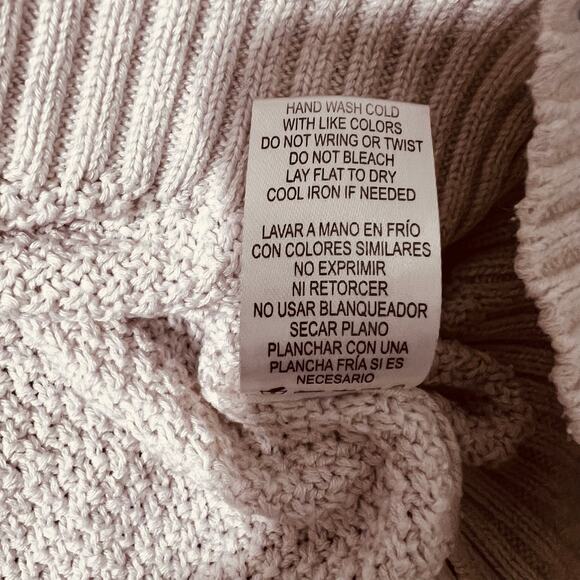 HAND WASH COLD
WITH LIKE COLORS
DO NOT WRING OR TWIST
DO NOT BLEACH
LAY FLAT TO DRY
COOL IRON IF NEEDED
LAVAR A MANO EN FRÍO
CON COLORES SIMILARES
NO EXPRIMIR
NI RETORCER
NO USAR BLANQUEADOR
SECAR PLANO
PLANCHAR CON UNA
PLANCHA FRÍA SI ES
NECESARIO